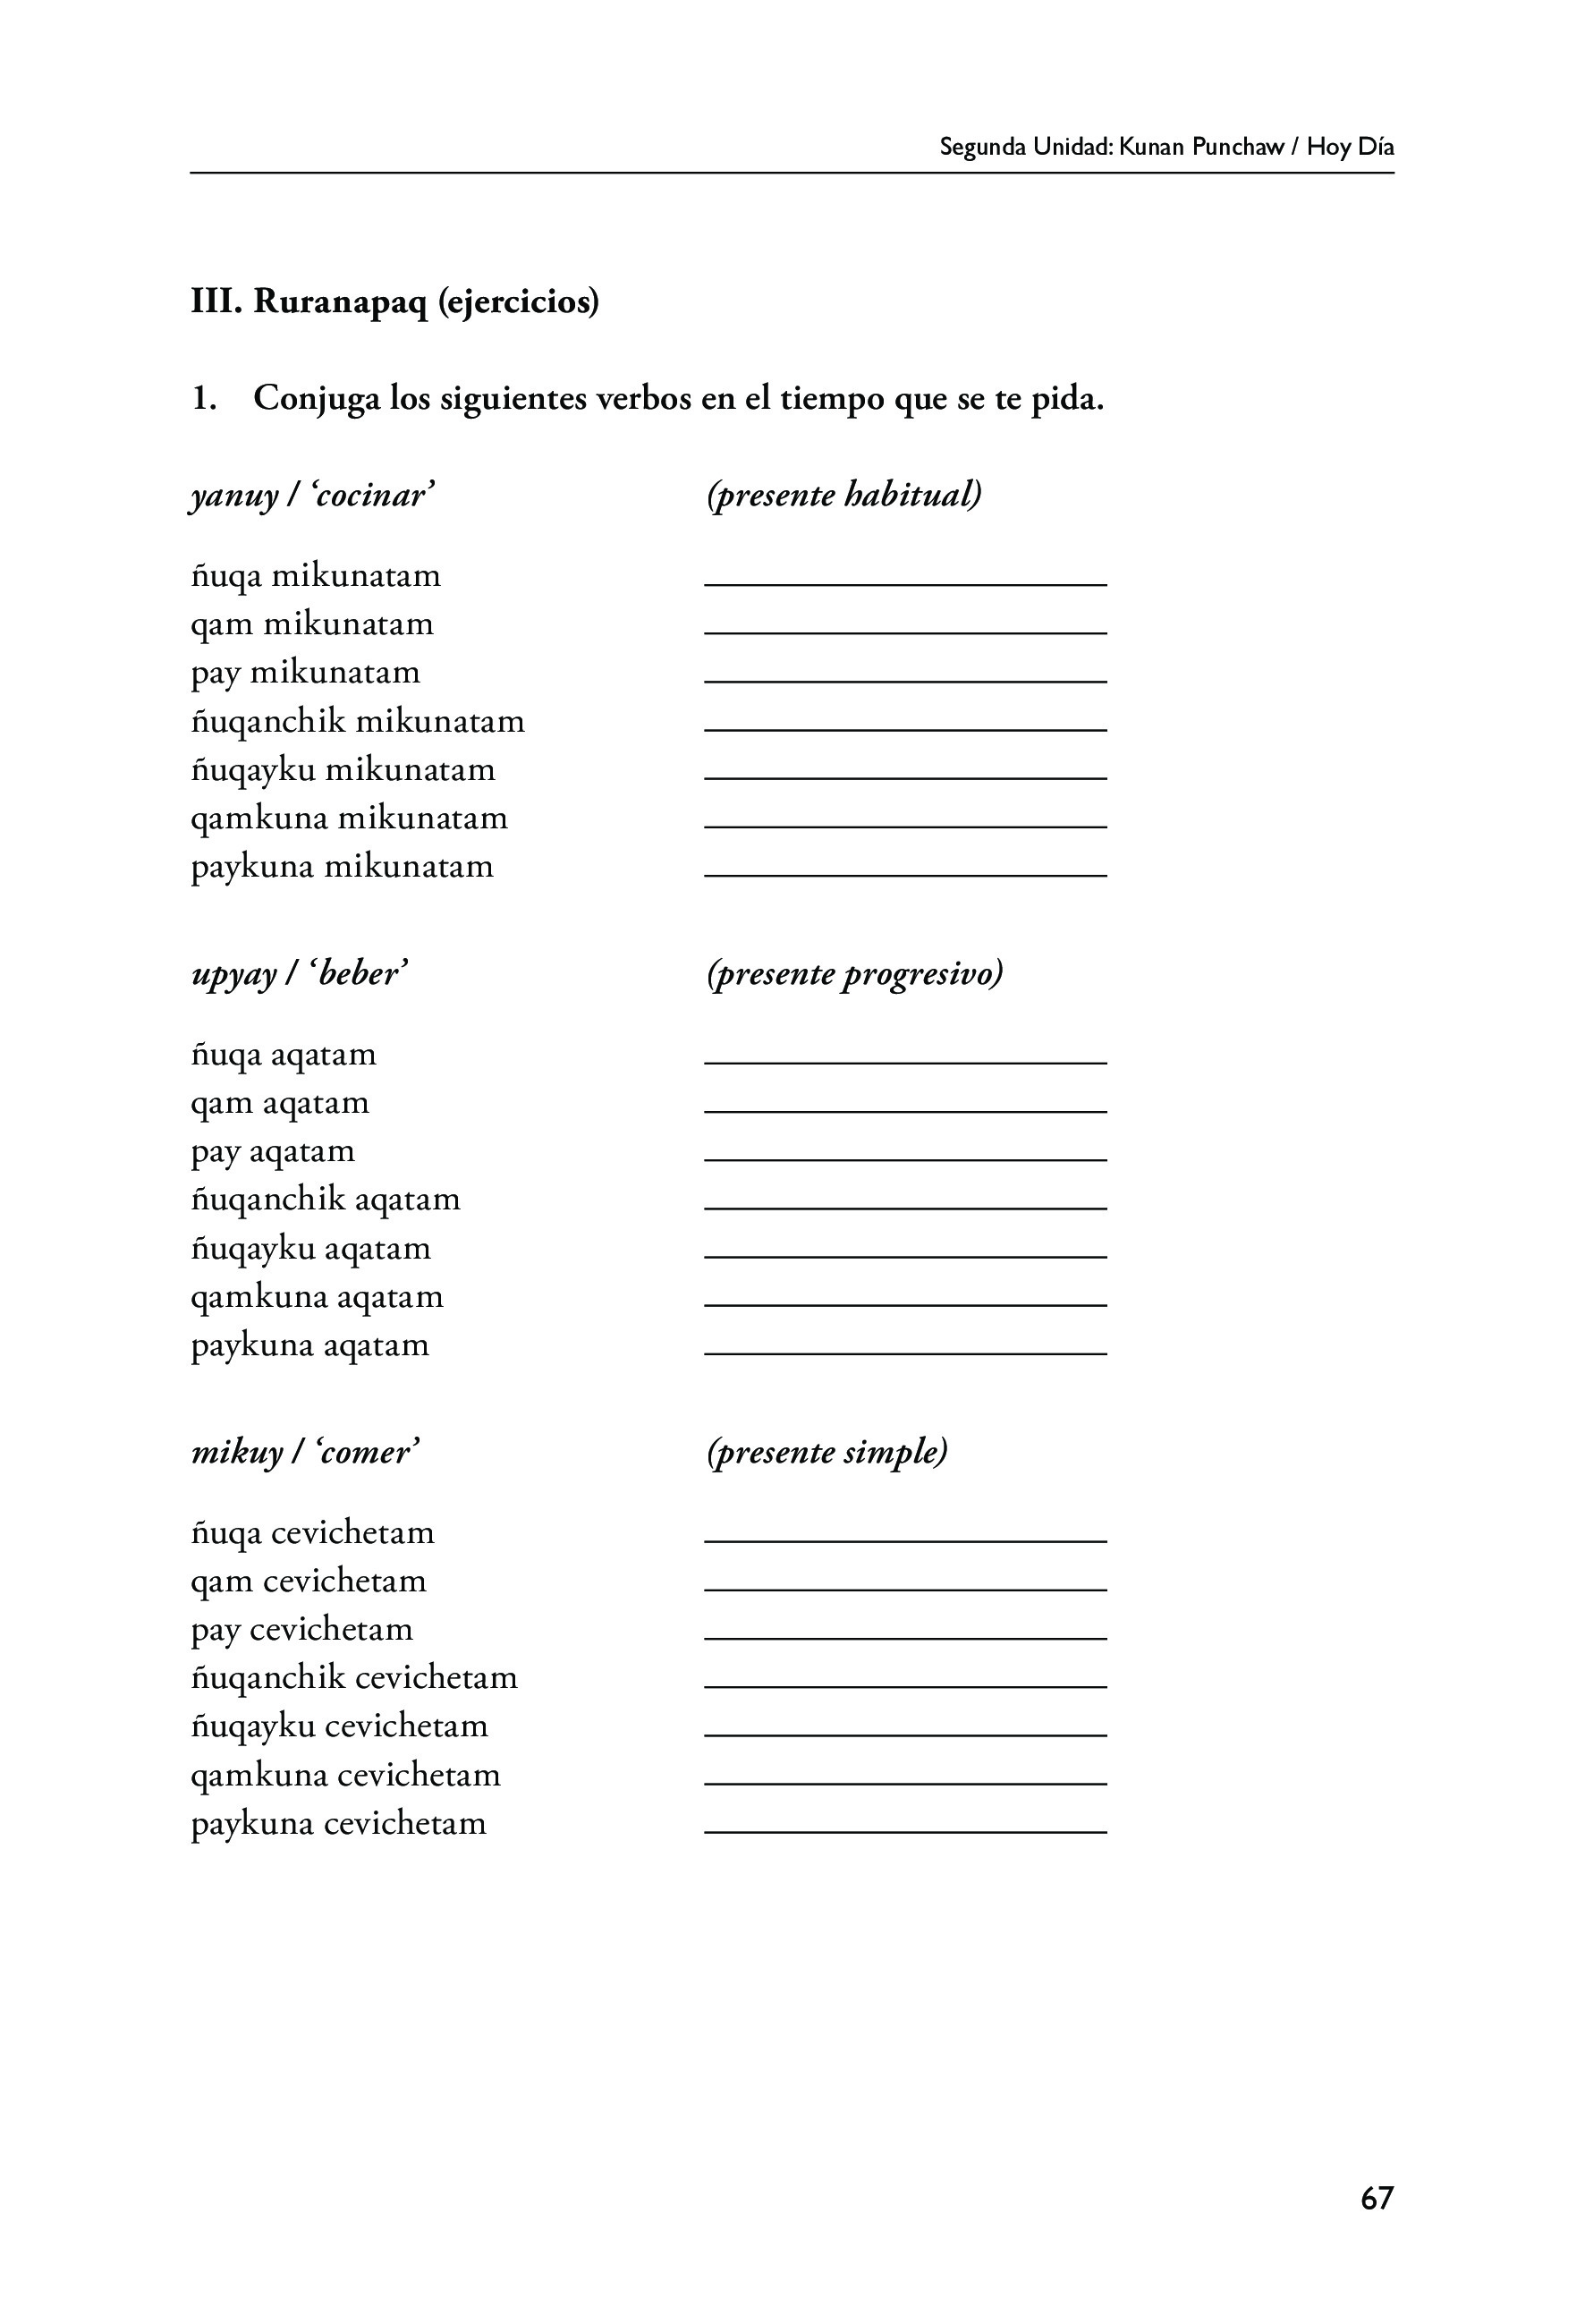 Segunda Unidad: Kunan Punchaw / Hoy Día
III. Ruranapaq (ejercicios)
1. Conjuga los siguientes verbos en el tiempo que se te pida.
yanuy / ‘cocinar’ (presente habitual)
ñuqa mikunatam
qam mikunatam
pay mikunatam
ñuqanchik mikunatam
ñuqayku mikunatam
qamkuna mikunatam
paykuna mikunatam
upyay / ‘beber’ (presente progresivo)
ñuqa aqatam
qam aqatam
pay aqatam
ñuqanchik aqatam
ñuqayku aqatam
qamkuna aqatam
paykuna aqatam
mikuy / ‘comer’ (presente simple)
ñuqa cevichetam
qam cevichetam
pay cevichetam
ñuqanchik cevichetam
ñuqayku cevichetam
qamkuna cevichetam
paykuna cevichetam
67